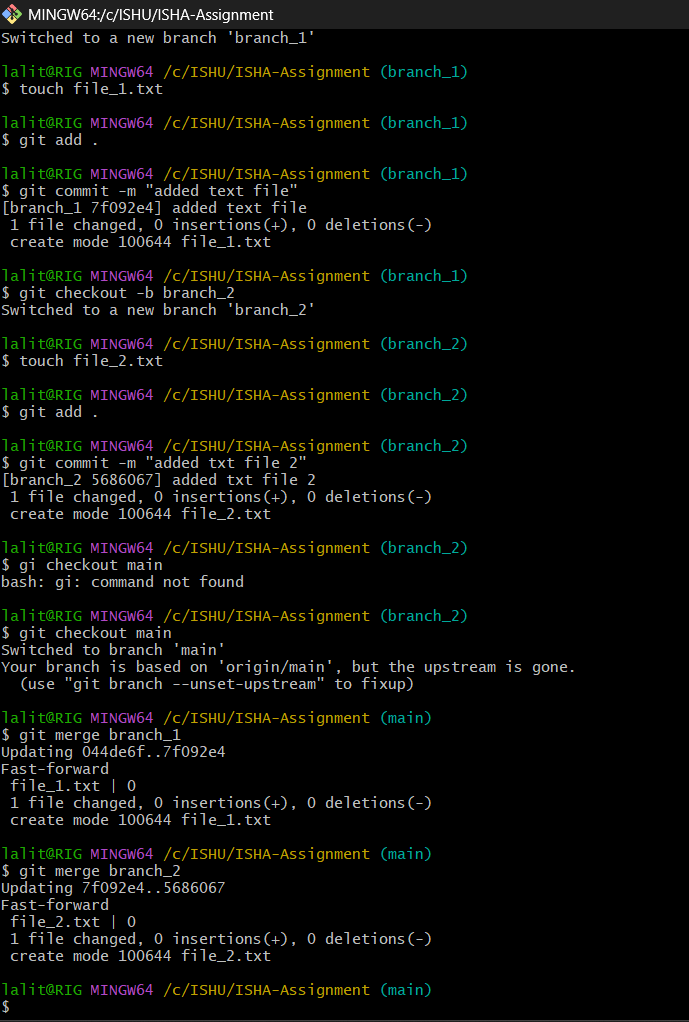 MINGW64:/c/ISHU/ISHA-Assignment
Switched to a new branch 'branch_1'
lalit@RIG MINGW64 /c/ISHU/ISHA-Assignment (branch_1)
$ touch file_1.txt
lalit@RIG MINGW64 /c/ISHU/ISHA-Assignment (branch_1)
$ git add .
lalit@RIG MINGW64 /c/ISHU/ISHA-Assignment (branch_1)
$ git commit -m "added text file"
[branch_1 7f092e4] added text file
 1 file changed, 0 insertions(+), 0 deletions(-)
 create mode 100644 file_1.txt
lalit@RIG MINGW64 /c/ISHU/ISHA-Assignment (branch_1)
$ git checkout -b branch_2
Switched to a new branch 'branch_2'
lalit@RIG MINGW64 /c/ISHU/ISHA-Assignment (branch_2)
$ touch file_2.txt
lalit@RIG MINGW64 /c/ISHU/ISHA-Assignment (branch_2)
$ git add .
lalit@RIG MINGW64 /c/ISHU/ISHA-Assignment (branch_2)
$ git commit -m "added txt file 2"
[branch_2 5686067] added txt file 2
 1 file changed, 0 insertions(+), 0 deletions(-)
 create mode 100644 file_2.txt
lalit@RIG MINGW64 /c/ISHU/ISHA-Assignment (branch_2)
$ gi checkout main
bash: gi: command not found
lalit@RIG MINGW64 /c/ISHU/ISHA-Assignment (branch_2)
$ git checkout main
Switched to branch 'main'
Your branch is based on 'origin/main', but the upstream is gone.
  (use "git branch --unset-upstream" to fixup)
lalit@RIG MINGW64 /c/ISHU/ISHA-Assignment (main)
$ git merge branch_1
Updating 044de6f..7f092e4
Fast-forward
 file_1.txt | 0
 1 file changed, 0 insertions(+), 0 deletions(-)
 create mode 100644 file_1.txt
lalit@RIG MINGW64 /c/ISHU/ISHA-Assignment (main)
$ git merge branch_2
Updating 7f092e4..5686067
Fast-forward
 file_2.txt | 0
 1 file changed, 0 insertions(+), 0 deletions(-)
 create mode 100644 file_2.txt
lalit@RIG MINGW64 /c/ISHU/ISHA-Assignment (main)
$